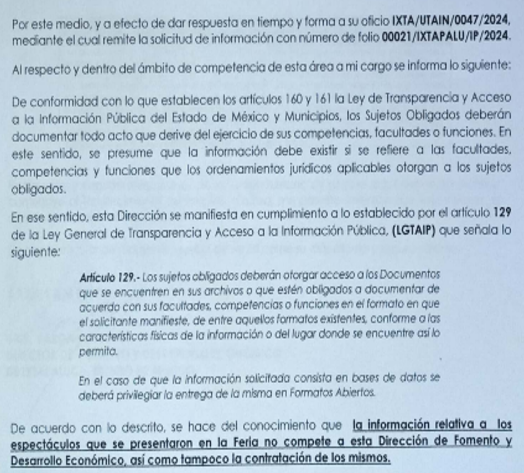 Por este medio, y a efecto de dar respuesta en tiempo y forma a su oficio IXTA/UTAIN/0047/2024,
mediante el cual remite la solicitud de información con número de folio 00021/IXTAPALU/IP/2024.
Al respecto y dentro del ámbito de competencia de esta área a mi cargo se informa lo siguiente:
De conformidad con lo que establecen los artículos 160 y 161 la Ley de Transparencia y Acceso
a la Información Pública del Estado de México y Municipios, los Sujetos Obligados deberán
documentar todo acto que derive del ejercicio de sus competencias, facultades o funciones. En
este sentido, se presume que la información debe existir si se refiere a las facultades,
competencias y funciones que los ordenamientos jurídicos aplicables otorgan a los sujetos
obligados.
En ese sentido, esta Dirección se manifiesta en cumplimiento a lo establecido por el artículo 129
de la Ley General de Transparencia y Acceso a la Información Pública, (LGTAIP) que señala lo
siguiente:
Artículo 129.- Los sujetos obligados deberán otorgar acceso a los Documentos
que se encuentren en sus archivos o que estén obligados a documentar de
acuerdo con sus facultades, competencias o funciones en el formato en que
el solicitante manifieste, de entre aquellos formatos existentes, conforme a las
características físicas de la información o del lugar donde se encuentre así lo
permita.
En el caso de que la información solicitada consista en bases de datos se
deberá privilegiar la entrega de la misma en Formatos Abiertos.
De acuerdo con lo descrito, se hace del conocimiento que la información relativa a los
espectáculos que se presentaron en la Feria no compete a esta Dirección de Fomento y
Desarrollo Económico, así como tampoco la contratación de los mismos.